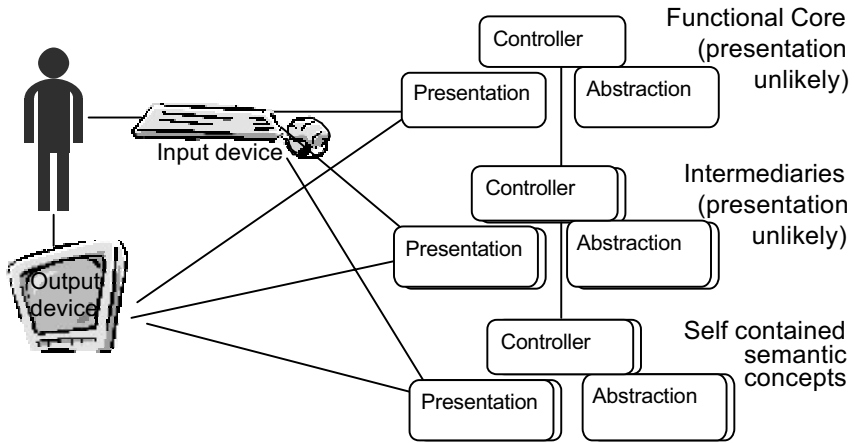 Functional Core
(presentation
unlikely)
Controller
Presentation
Abstraction
Input device
Intermediaries
(presentation
unlikely)
Controller
Presentation
Abstraction
Output
device
Self contained
semantic
concepts
Controller
Presentation
Abstraction